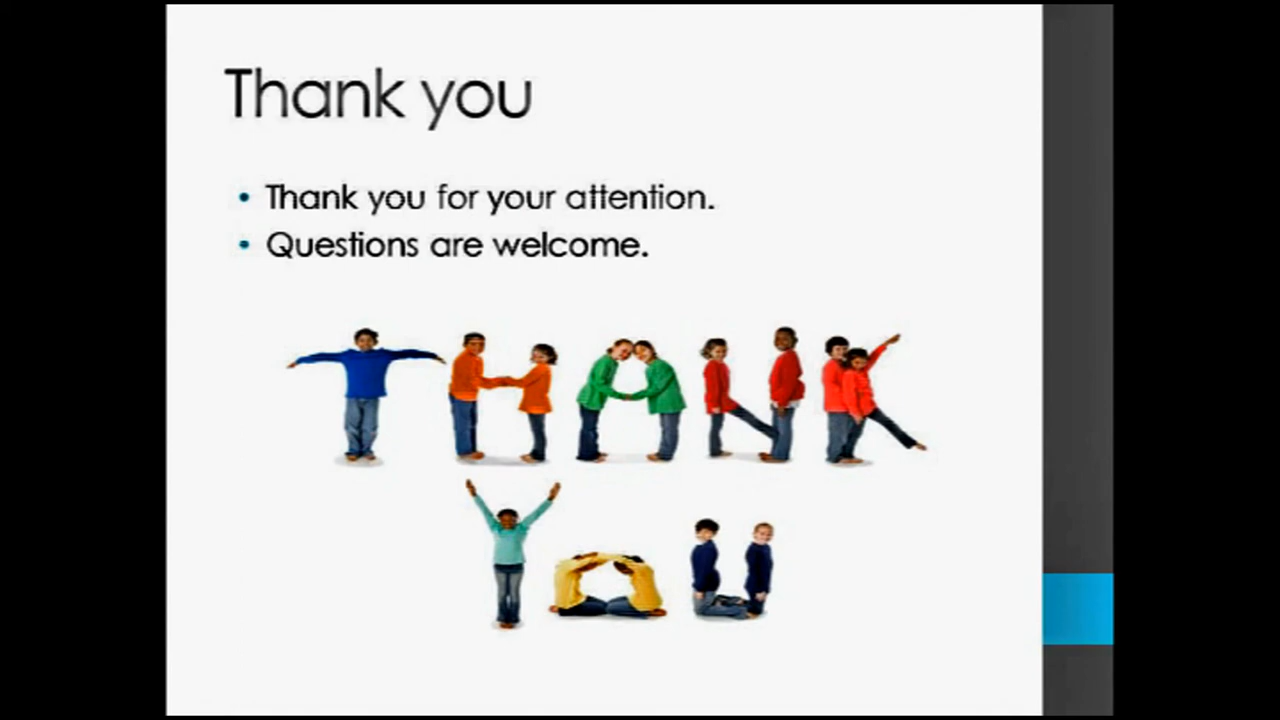 Thank you
• Thank you for your attention.
• Questions are welcome.
THANK
YOU